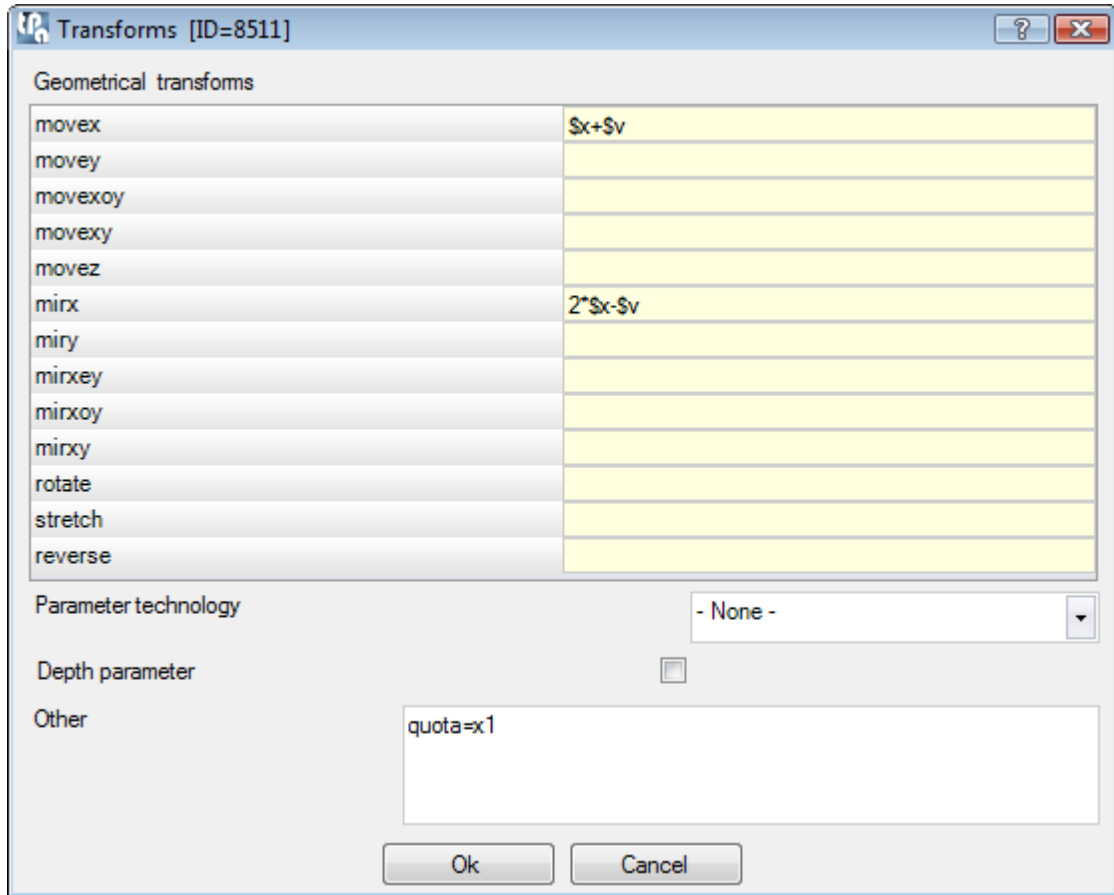 Transforms [ID=8511]
Geometrical transforms
movex $x+$v
movey
movexoy
movexy
movez
mirx 2*$x-$v
miry
mirxey
mirxoy
mirxy
rotate
stretch
reverse
Parameter technology - None -
Depth parameter
Other quota=x1
Ok Cancel